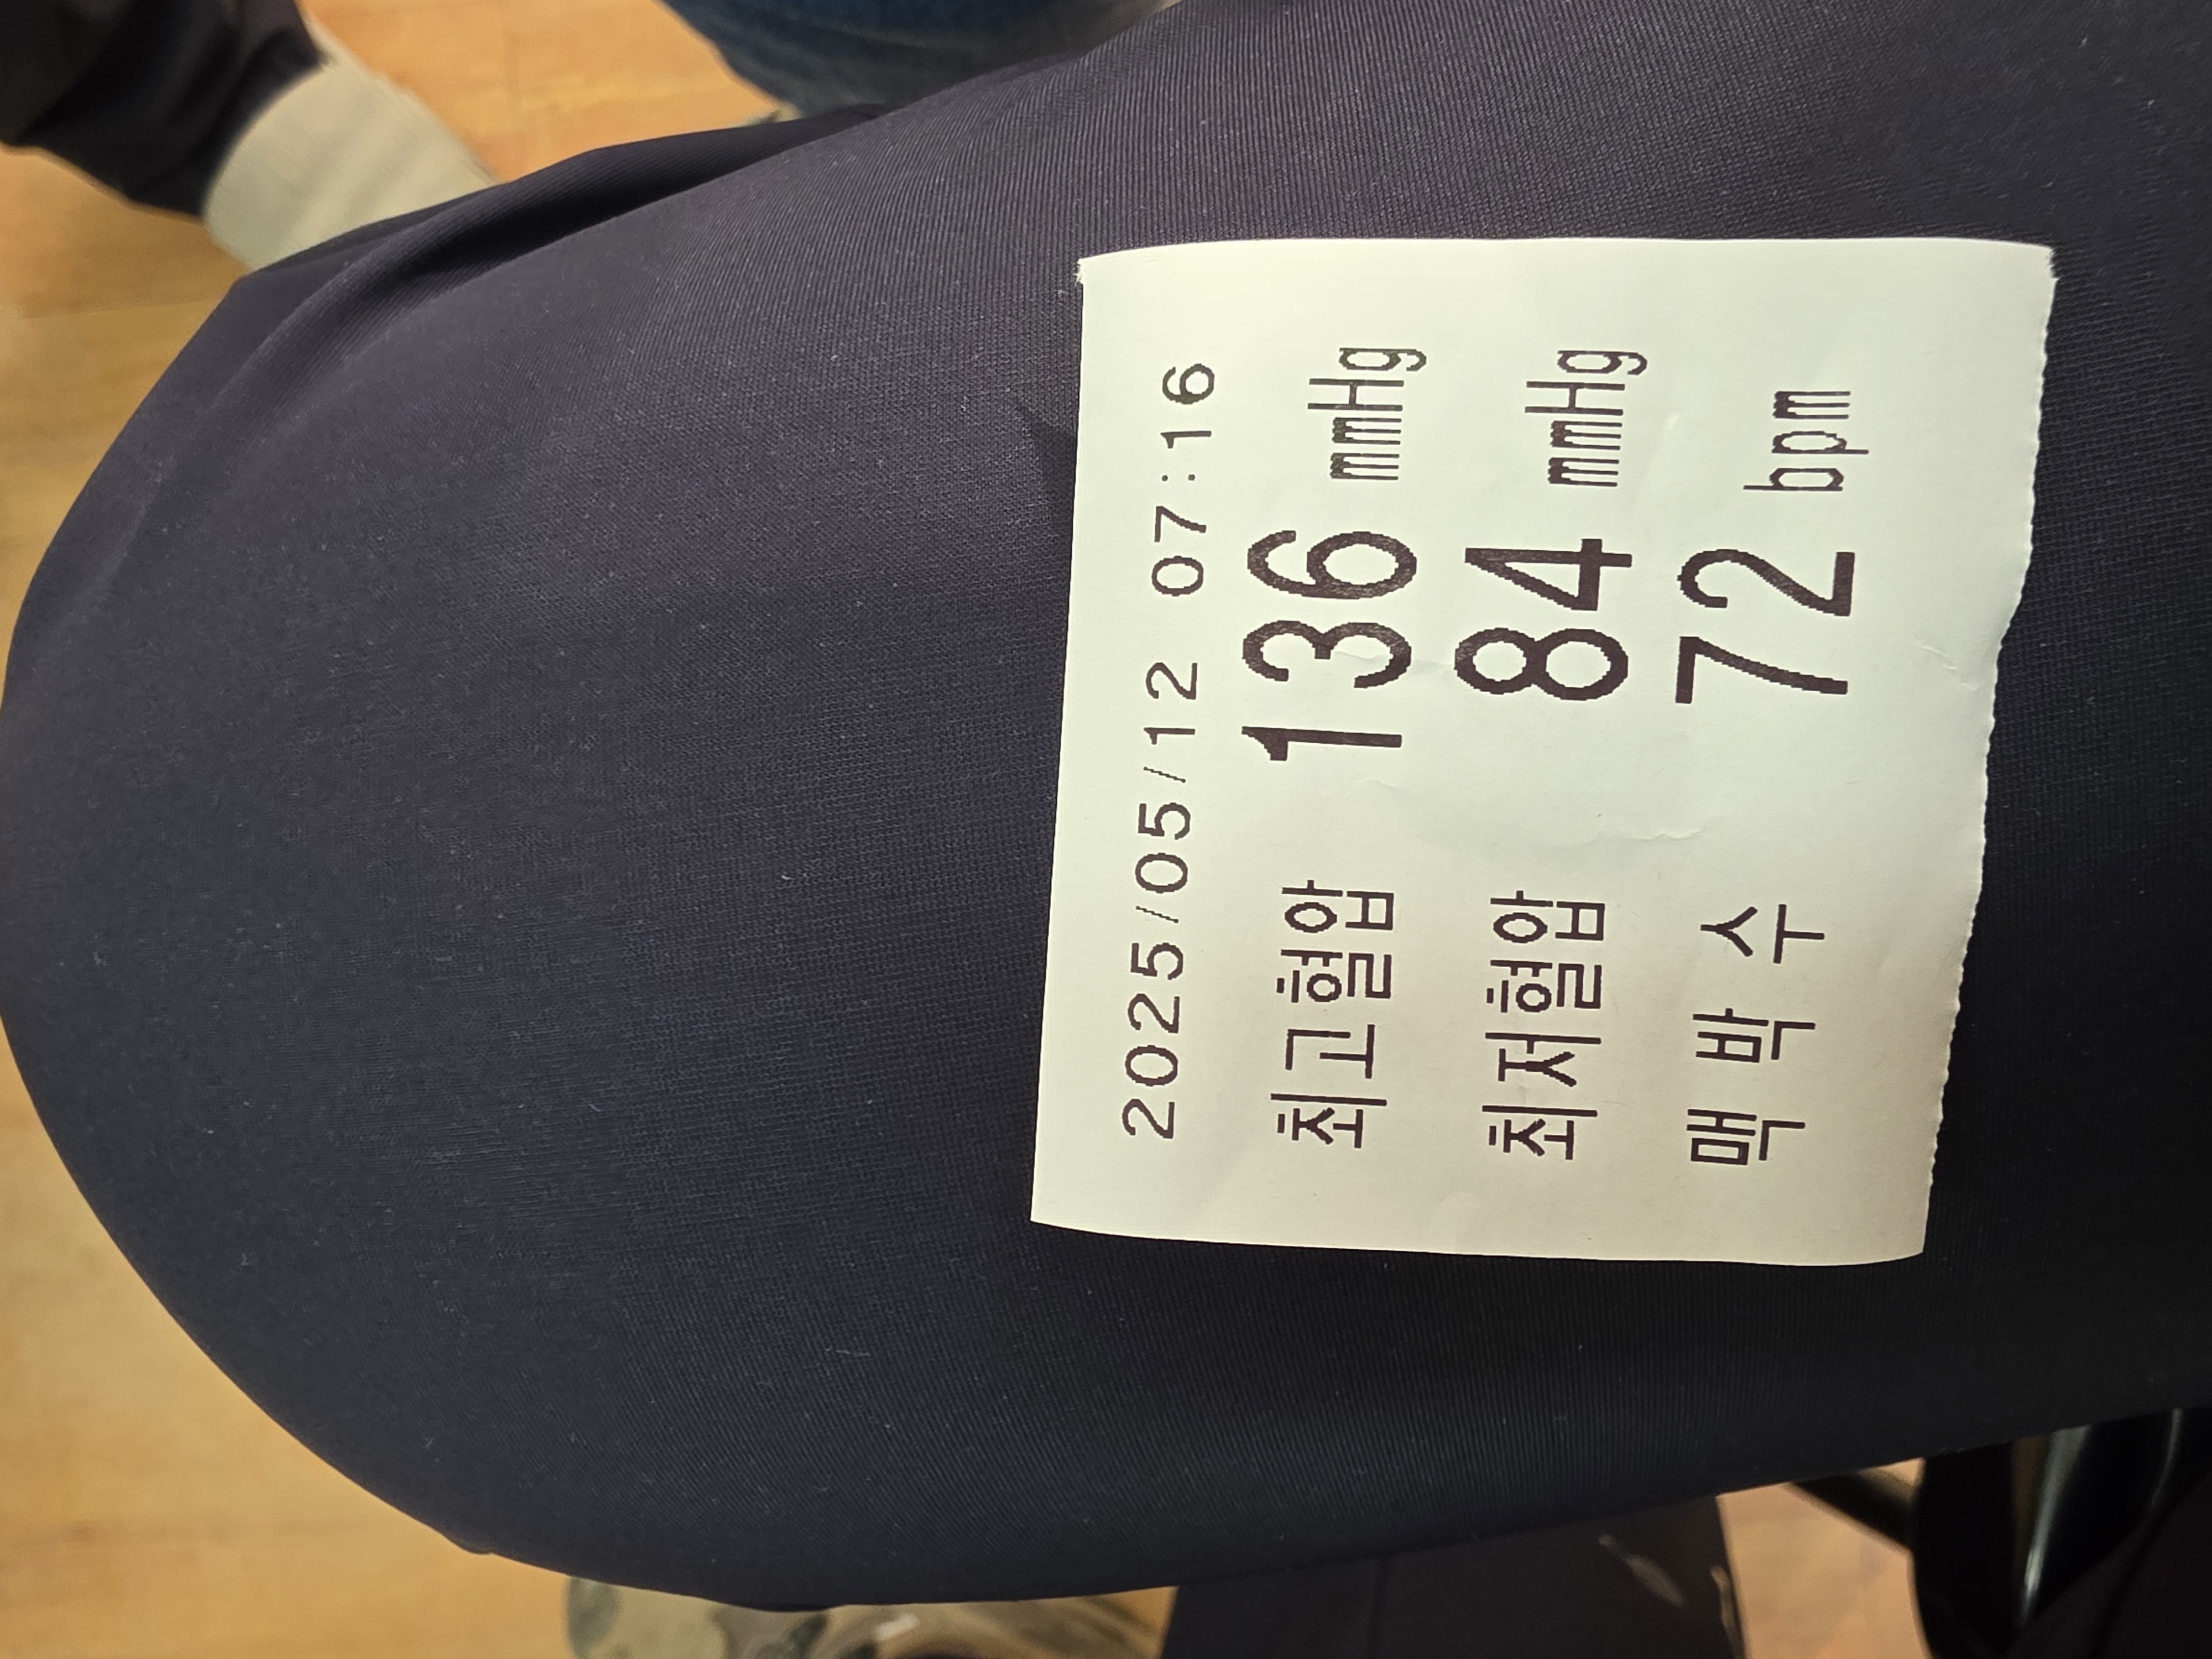 2025/05/12 07:16
최고혈압 136 mmHg
최저혈압 84 mmHg
맥 박 수 72 bpm